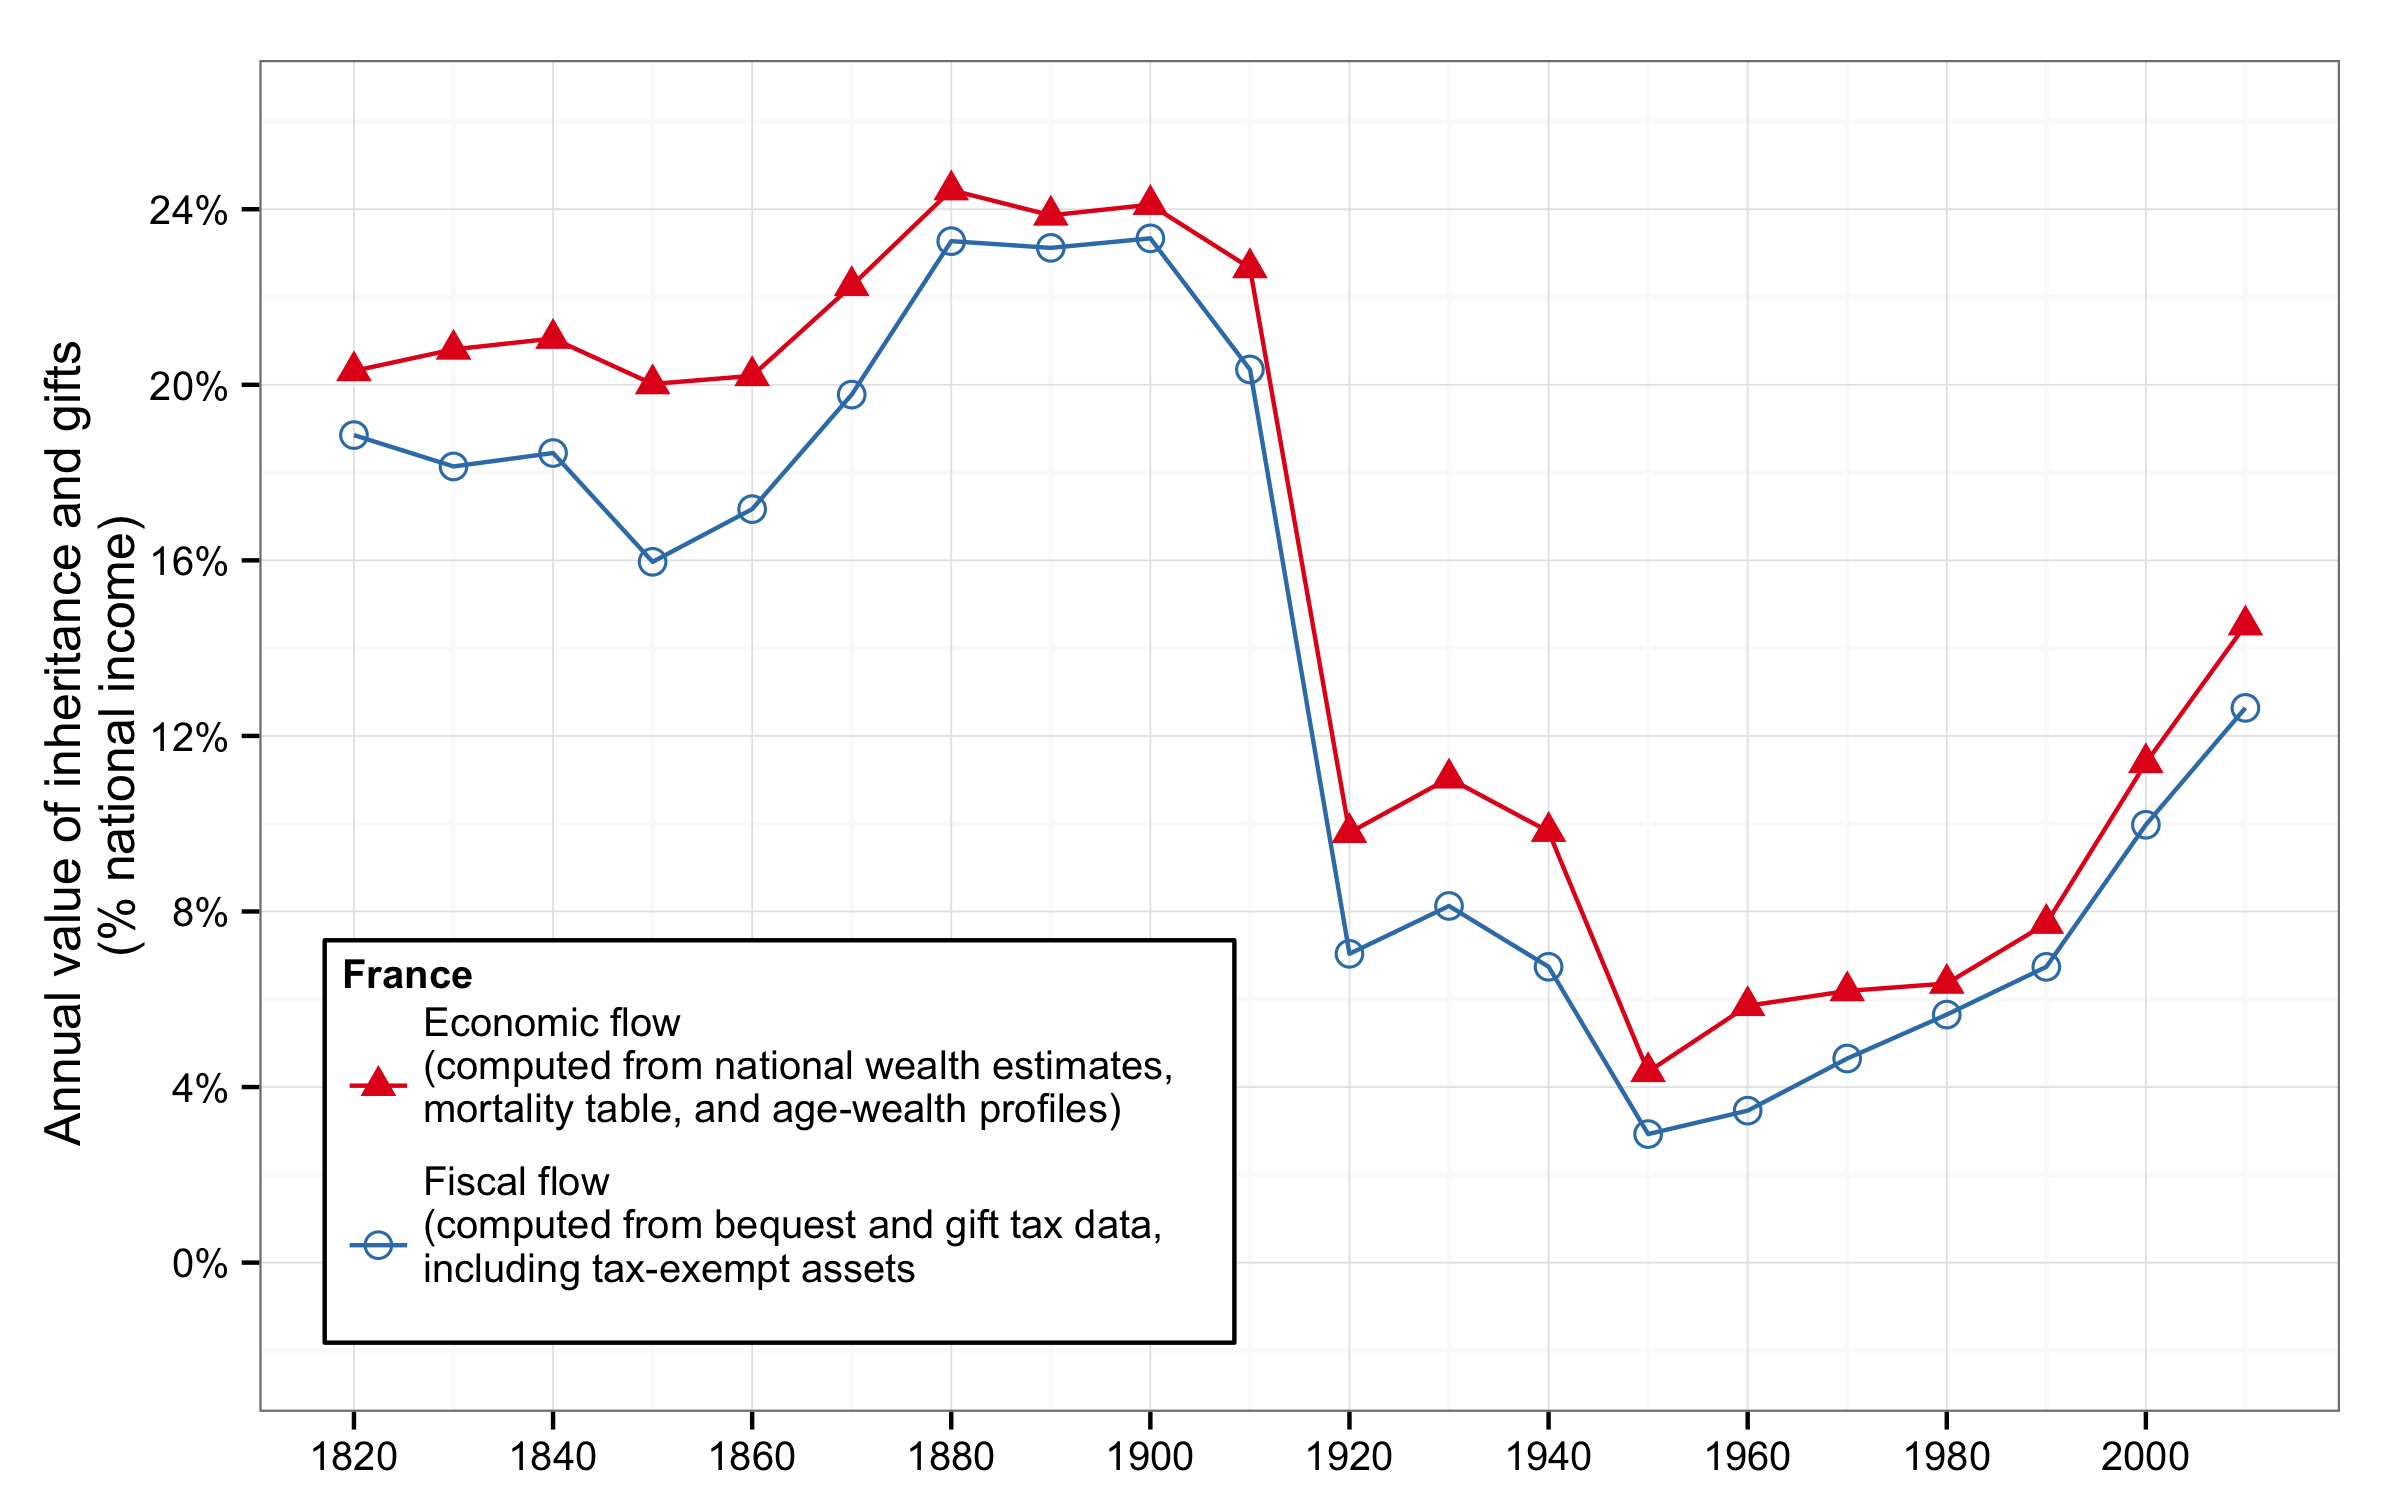 Annual value of inheritance and gifts
(% national income)
24%
20%
16%
12%
8%
4%
0%
France
Economic flow
(computed from national wealth estimates,
mortality table, and age-wealth profiles)
Fiscal flow
(computed from bequest and gift tax data,
including tax-exempt assets
1820 1840 1860 1880 1900 1920 1940 1960 1980 2000